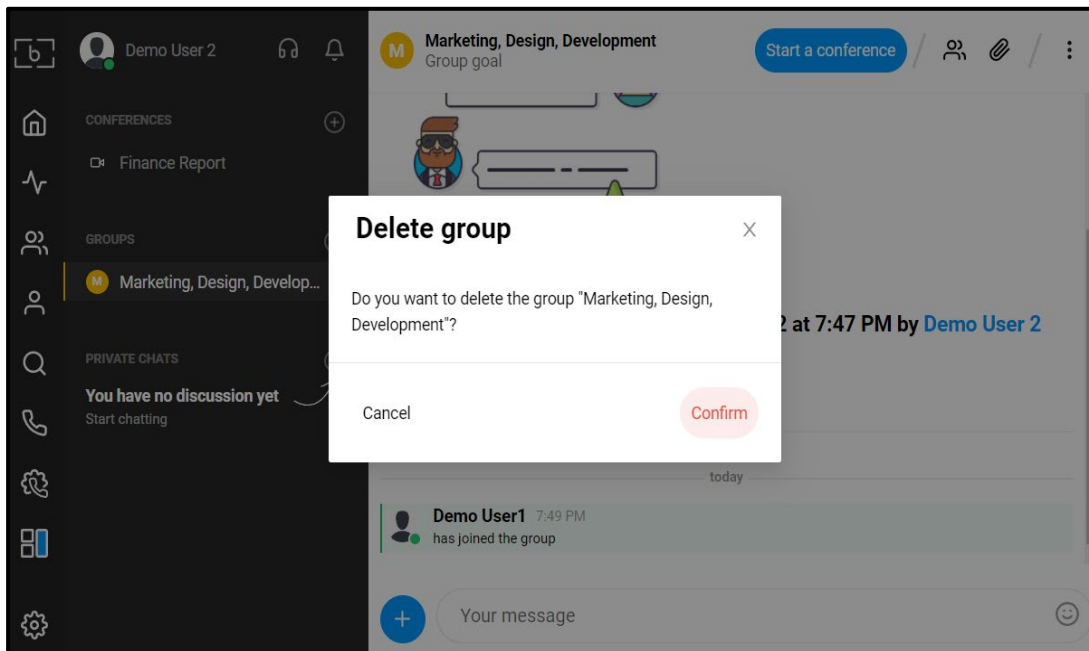 b
Demo User 2
CONFERENCES
Finance Report
GROUPS
M
Marketing, Design, Develop...
PRIVATE CHATS
You have no discussion yet
Start chatting
M
Marketing, Design, Development
Group goal
Start a conference
2 at 7:47 PM by Demo User 2
Delete group
Do you want to delete the group "Marketing, Design,
Development"?
Cancel
Confirm
today
Demo User1 7:49 PM
has joined the group
Your message